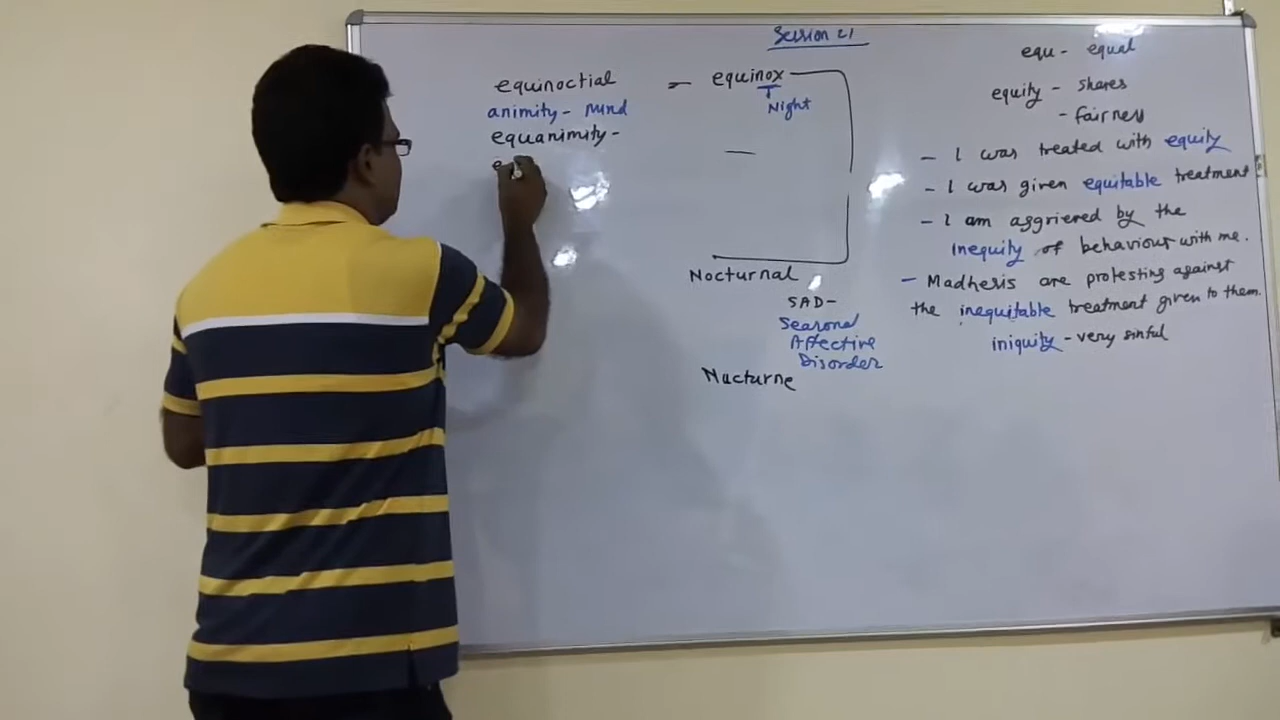 Session 21
equinoctial = equinox
Night
animity - mind
equanimity -
e
Nocturnal
SAD -
Seasonal
Affective
Disorder
Nucturne
equ - equal
equity - shares
- fairness
- I was treated with equity
- I was given equitable treatment
- I am aggriered by the
inequity of behaviour with me.
- Madhesis are protesting against
the inequitable treatment given to them.
iniquity - very sinful